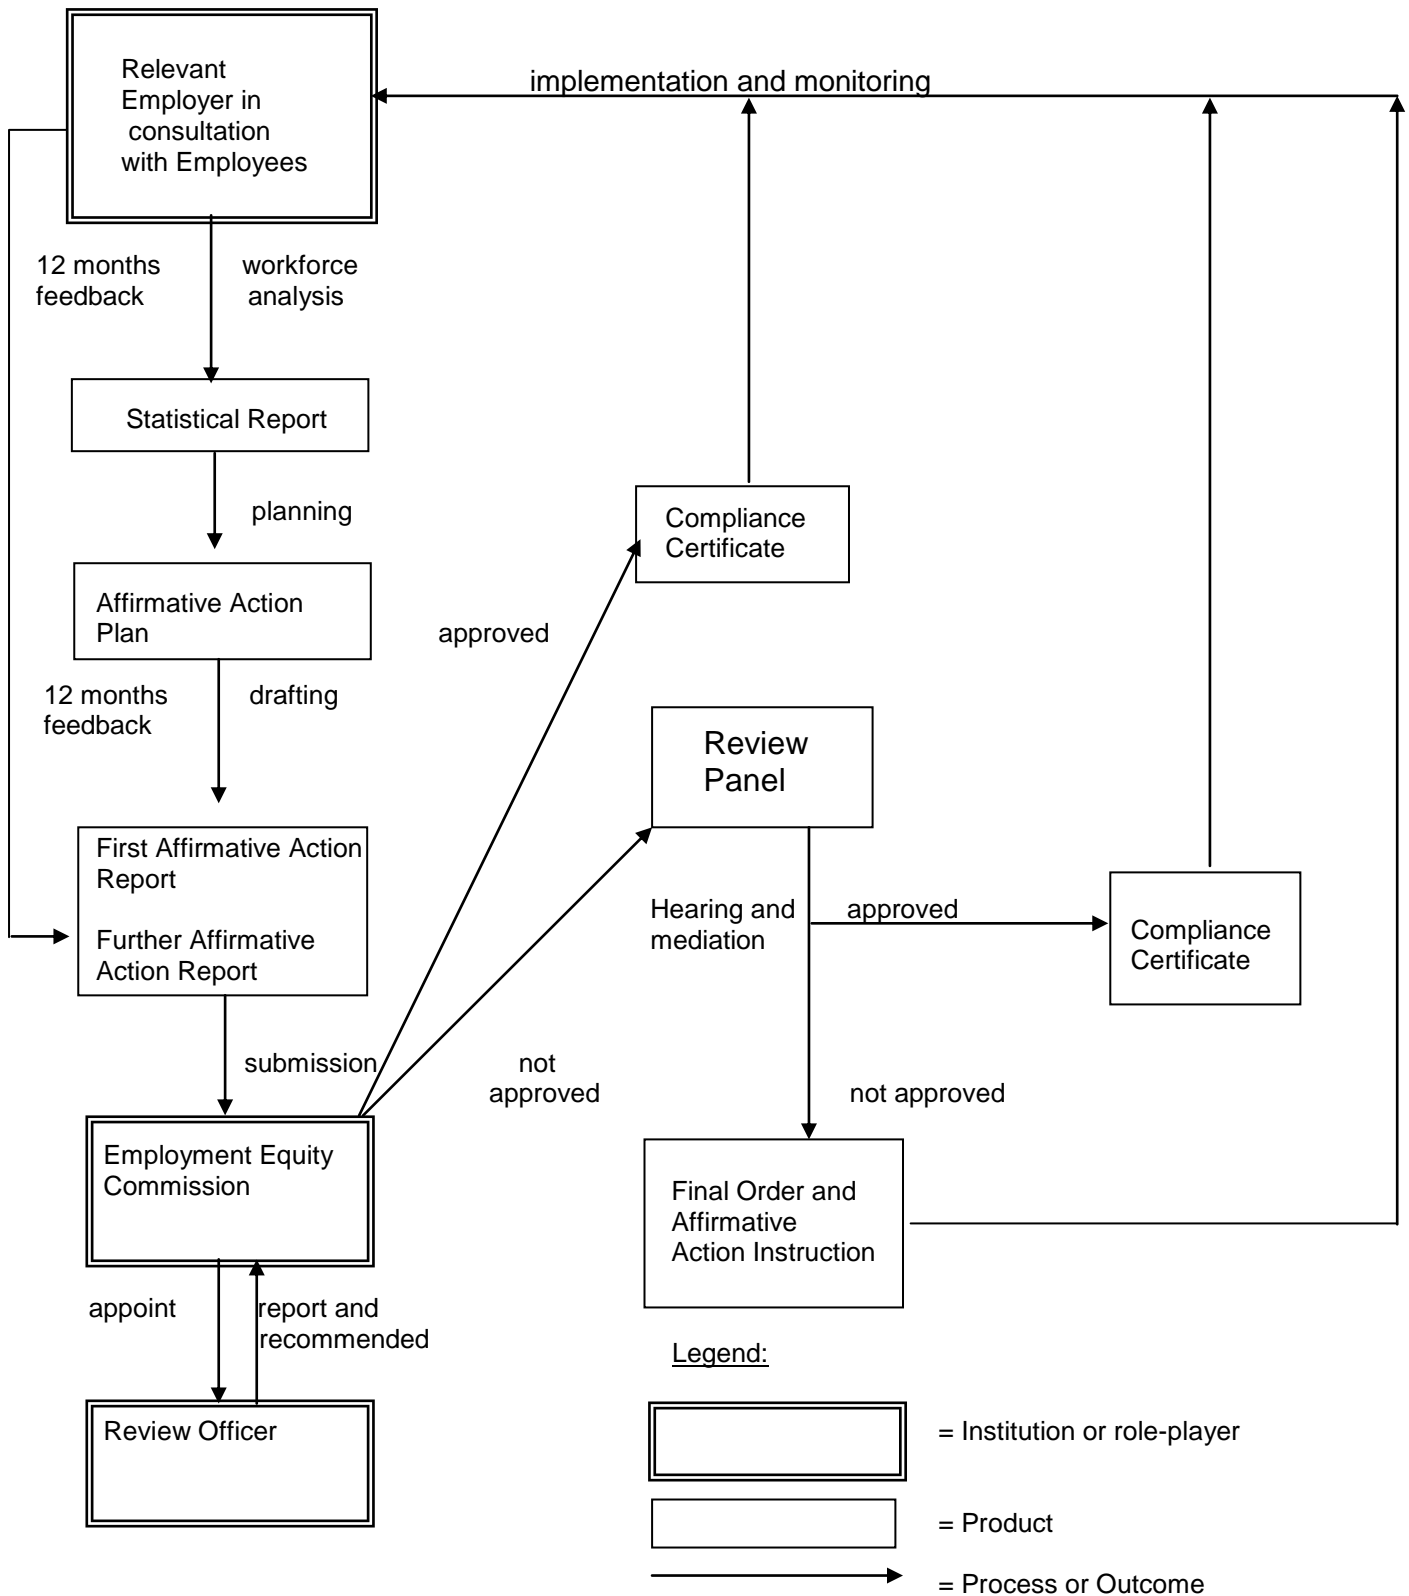 Relevant
Employer in
consultation
with Employees
implementation and monitoring
12 months
feedback
workforce
analysis
Statistical Report
planning
Affirmative Action
Plan
12 months
feedback
drafting
First Affirmative Action
Report
Further Affirmative
Action Report
submission
Employment Equity
Commission
appoint
report and
recommended
Review Officer
approved
Compliance
Certificate
not
approved
Review
Panel
Hearing and
mediation
approved
Compliance
Certificate
not approved
Final Order and
Affirmative
Action Instruction
Legend:
= Institution or role-player
= Product
= Process or Outcome